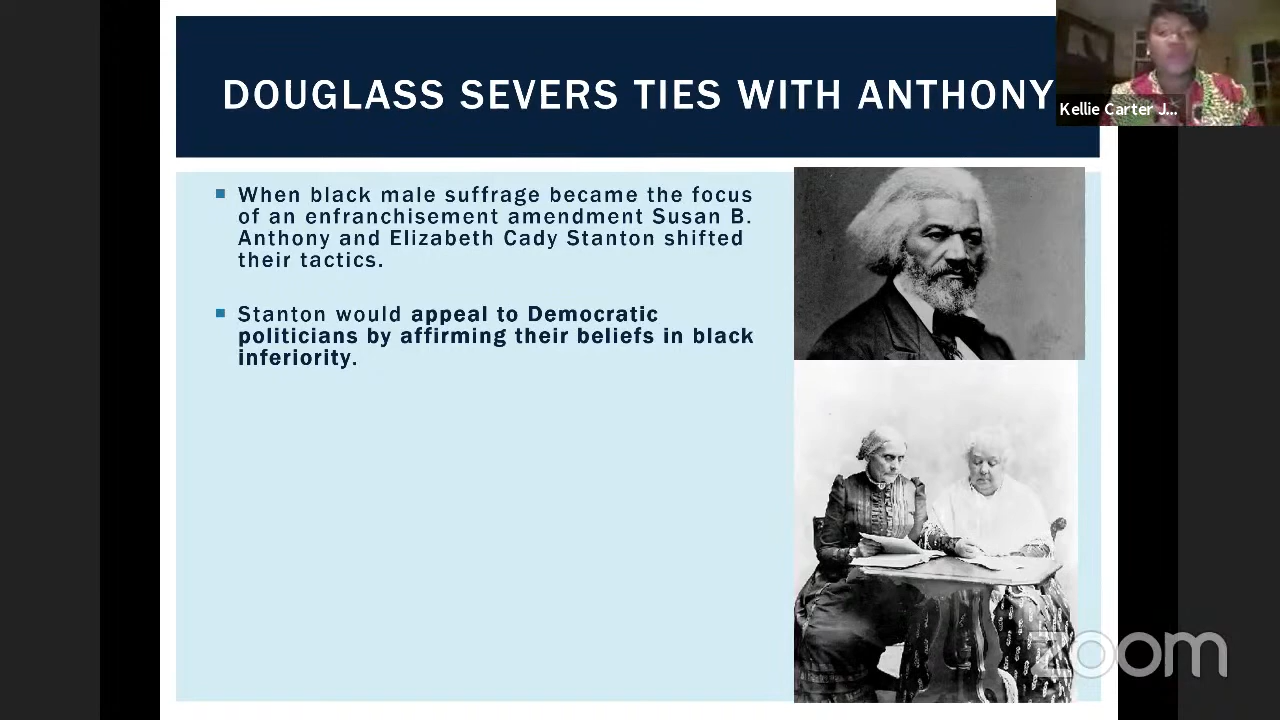 DOUGLASS SEVERS TIES WITH ANTHONY
Kellie Carter J...
When black male suffrage became the focus
of an enfranchisement amendment Susan B.
Anthony and Elizabeth Cady Stanton shifted
their tactics.
Stanton would appeal to Democratic
politicians by affirming their beliefs in black
inferiority.
zoom